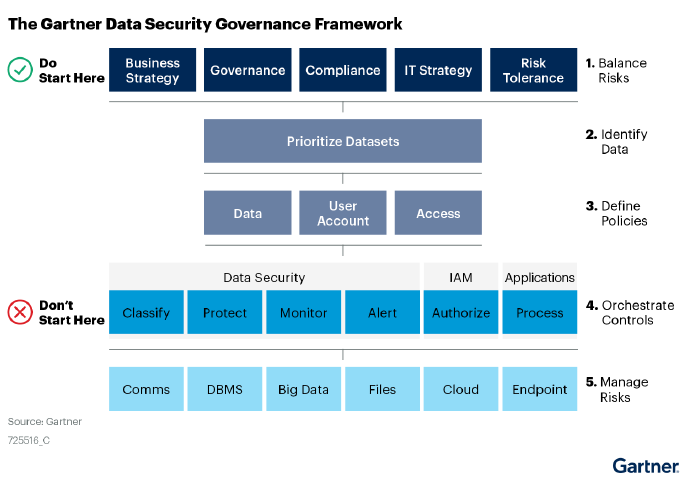 The Gartner Data Security Governance Framework
Do
Start Here
Business
Strategy
Governance
Compliance
IT Strategy
Risk
Tolerance
1. Balance
Risks
Prioritize Datasets
2. Identify
Data
Data
User
Account
Access
3. Define
Policies
Data Security
IAM
Applications
Don't
Start Here
Classify
Protect
Monitor
Alert
Authorize
Process
4. Orchestrate
Controls
Comms
DBMS
Big Data
Files
Cloud
Endpoint
5. Manage
Risks
Source: Gartner
725516_C
Gartner